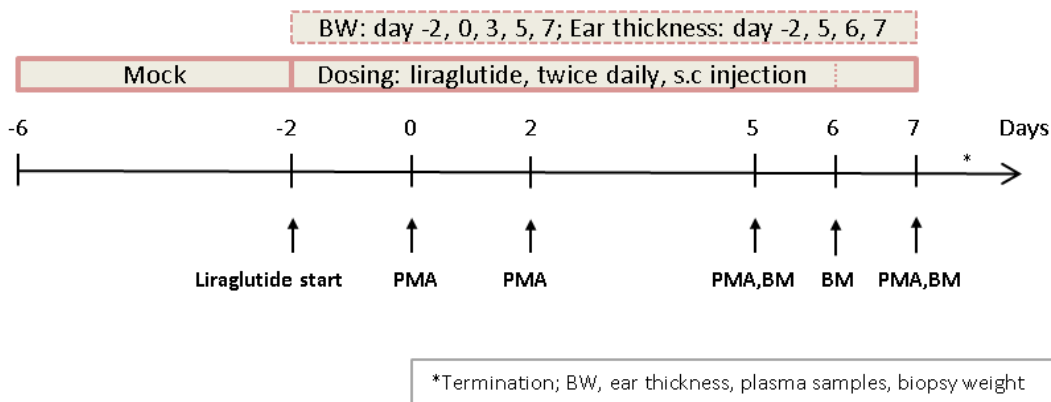 BW: day -2, 0, 3, 5, 7; Ear thickness: day -2, 5, 6, 7
Mock Dosing: liraglutide, twice daily, s.c injection
-6 -2 0 2 5 6 7 Days
*
Liraglutide start PMA PMA PMA,BM BM PMA,BM
*Termination; BW, ear thickness, plasma samples, biopsy weight